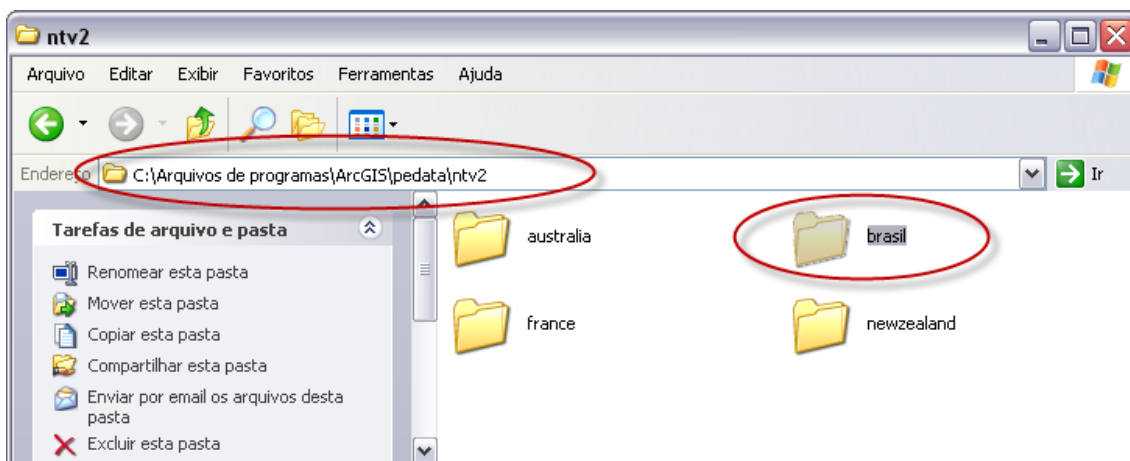 ntv2
Arquivo Editar Exibir Favoritos Ferramentas Ajuda
Endereço C:\Arquivos de programas\ArcGIS\pedata\ntv2 Ir
Tarefas de arquivo e pasta
Renomear esta pasta
Mover esta pasta
Copiar esta pasta
Compartilhar esta pasta
Enviar por email os arquivos desta
pasta
Excluir esta pasta
australia brasil
france newzealand